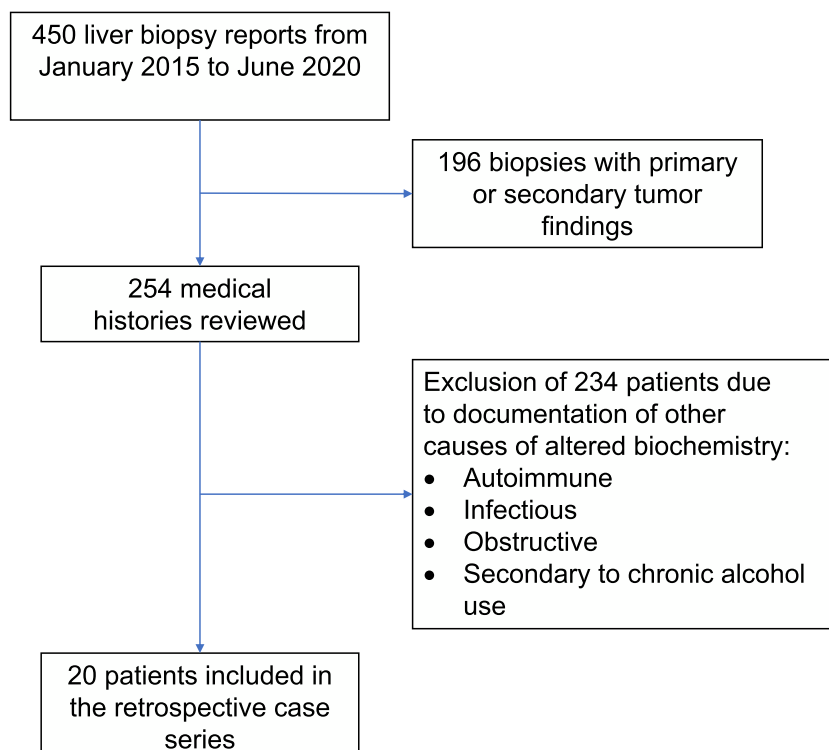 450 liver biopsy reports from
January 2015 to June 2020
196 biopsies with primary
or secondary tumor
findings
254 medical
histories reviewed
Exclusion of 234 patients due
to documentation of other
causes of altered biochemistry:
• Autoimmune
• Infectious
• Obstructive
• Secondary to chronic alcohol
use
20 patients included in
the retrospective case
series